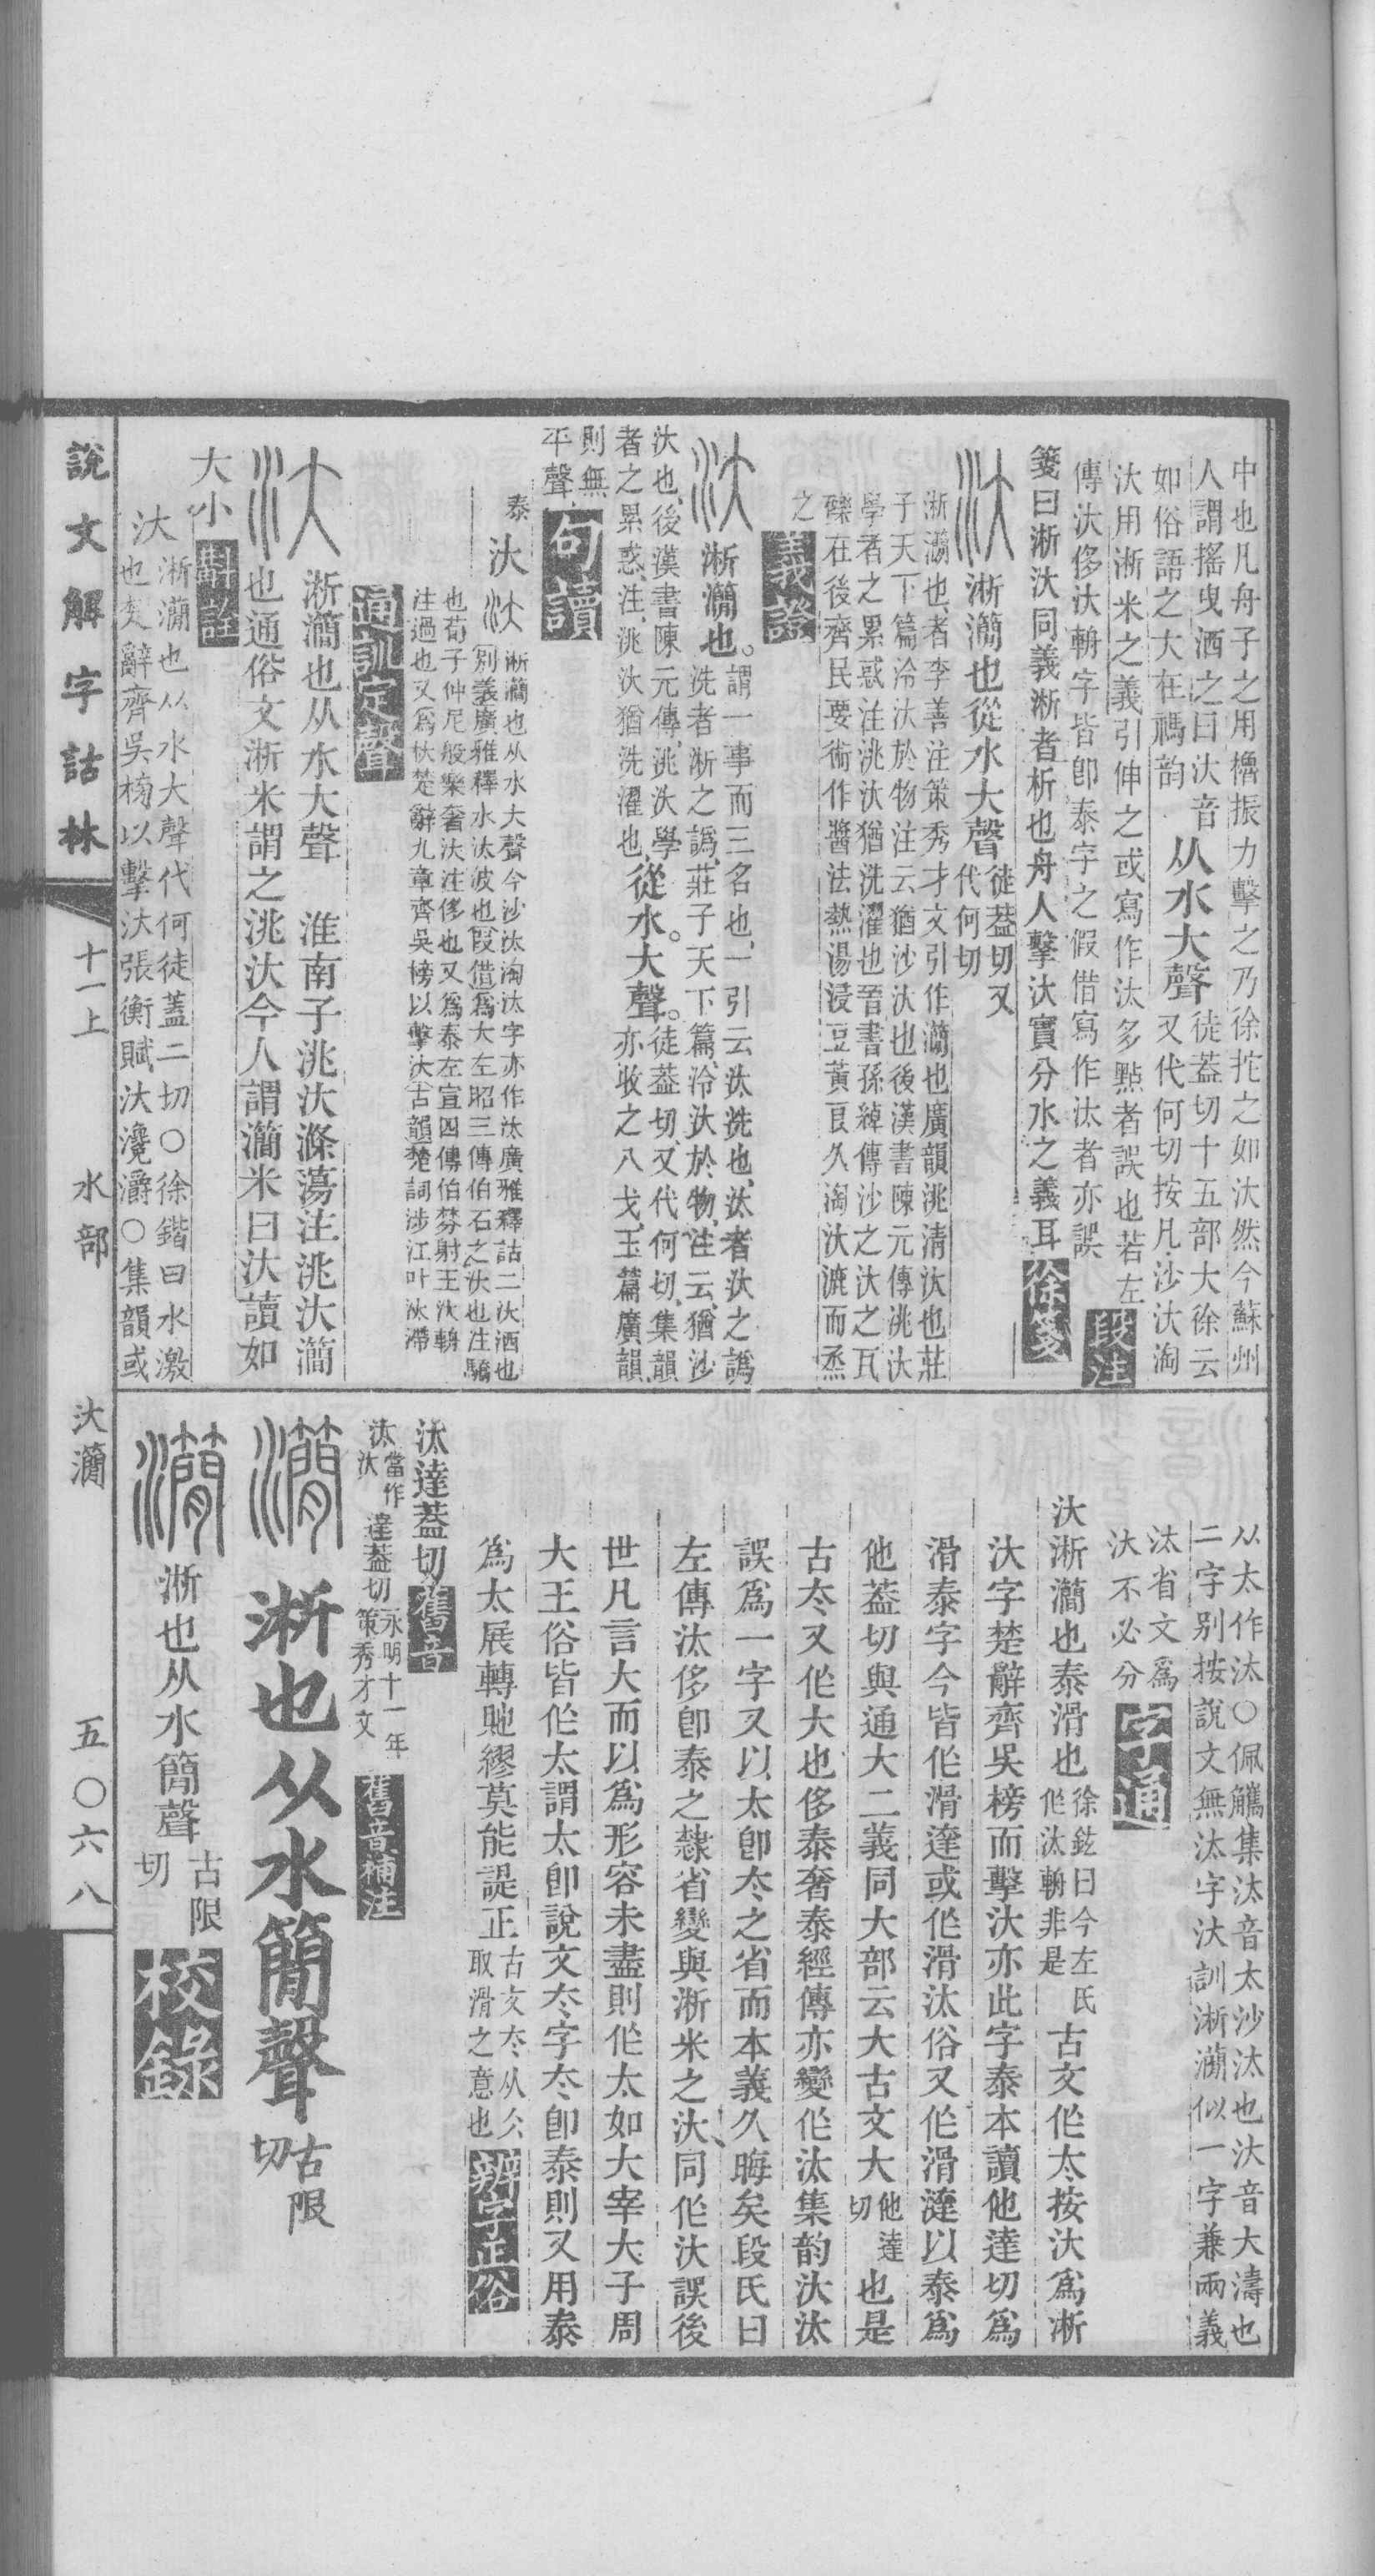 中也凡舟子之用櫓振力擊之乃徐拕之如汏然今蘇州
人謂搖曳洒之曰汏音从水大聲徒蓋切十五部大徐云
如俗語之大在禡韵又代何切按凡沙汏淘
汏用淅米之義引伸之或寫作汰多點者誤也若左
傳汏侈汏輈字皆卽泰字之假借寫作汰者亦誤
段注
箋曰淅汏同義淅者析也舟人擊汏實分水之義耳
徐箋
汏淅灡也從水大聲徒葢切又
代何切
淅灡也者李善注策秀才文引作灡也廣韻洮清汏也莊
子天下篇泠汏於物注云猶沙汏也後漢書陳元傳洮汏
學者之累惑注洮汏猶洗濯也晉書孫綽傳沙之汏之瓦
礫在後齊民要術作醬法熱湯浸豆黃良久淘汏漉而烝
之
義證
汏淅灡也。謂一事而三名也、一引云汰洗也、汰者汏之譌
洗者淅之譌、莊子天下篇、泠汏於物、注云、猶沙
汏也、後漢書陳元傳、洮汏學
者之累惑、注、洮汏猶洗濯也、從水。大聲。徒葢切、又代何切、集韻
亦收之八戈、玉篇廣韻、
則無
平聲、
句讀
泰汏汏淅灡也从水大聲今沙汰淘汰字亦作汰廣雅釋詁二汏洒也
別義廣雅釋水汰波也叚借爲大左昭三傳伯石之汏也注驕
也荀子仲尼般樂奢汏注侈也又爲泰左宣四傳伯棼射王汏輈
注過也又爲忕楚辭九章齊吳榜以擊汏古韻楚詞涉江叶汏滯
通訓定聲
汏淅灡也从水大聲 淮南子洮汏滌蕩注洮汏灡
也通俗文淅米謂之洮汏今人謂灡米曰汏讀如
大小
斠詮
汏淅灡也从水大聲代何徒蓋二切○徐鍇曰水激
也楚辭齊吳榜以擊汏張衡賦汏瀺灂○集韻或
从太作汰○佩觿集汰音太沙汰也汏音大濤也
二字别按說文無汰字汏訓淅灡似一字兼兩義
汰省文爲
汏不必分
字通
汏淅灡也泰滑也徐鉉曰今左氏
作汰輈非是古文作夳按汏爲淅
汏字楚辭齊吳榜而擊汏亦此字泰本讀他達切爲
滑泰字今皆作滑達或作滑汰俗又作滑澾以泰爲
他蓋切與通大二義同大部云大古文大他達
切也是
古夳又作大也侈泰奢泰經傳亦變作汰集韵汏汰
誤爲一字又以太卽夳之省而本義久晦矣段氏曰
左傳汰侈卽泰之隸省變與淅米之汏同作汏誤後
世凡言大而以爲形容未盡則作太如大宰大子周
大王俗皆作太謂太卽說文夳字夳卽泰則又用泰
爲太展轉貤繆莫能諟正古文夳从仌
取滑之意也
辨字正俗
汰達蓋切
舊音
汰當作
汏達葢切永明十一年
策秀才文
舊音補注
灡淅也从水簡聲古限
切
灡淅也从水簡聲古限
切
校錄
說文解字詁林 十一上 水部 汏灡 五○六八